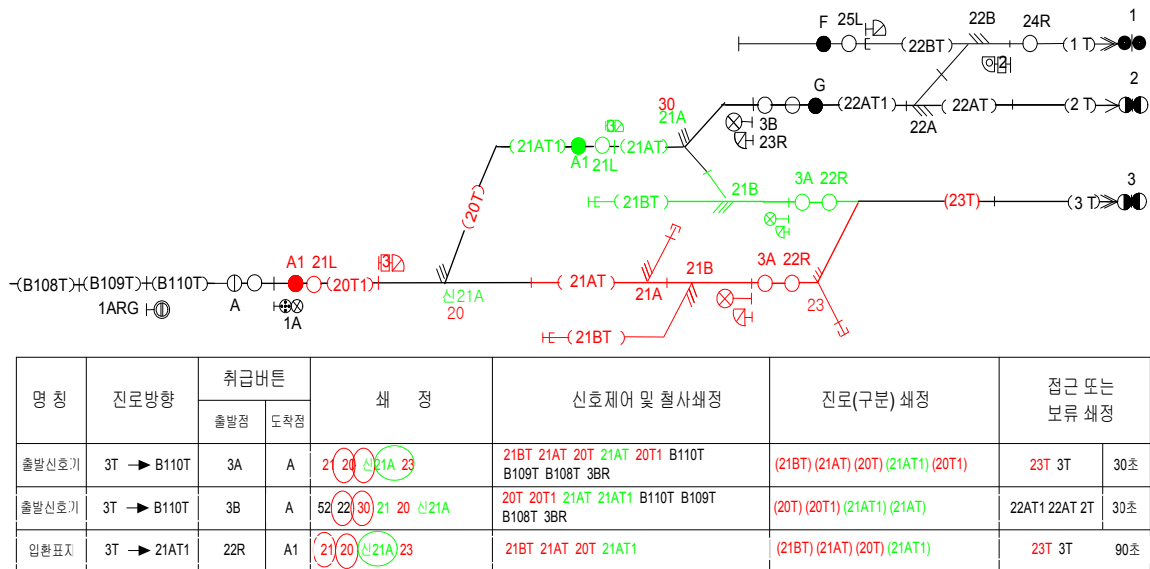 F 25L 22B 24R 1
(22BT) (1 T)
2
G 2
30
21A (22AT1) (22AT) (2 T)
3B 22A
23R
(21AT1) A1 21L 3 (21AT)
(20T)
21B 3A 22R 3
(21BT) (23T) (3 T)
A1 21L 3 21B 3A 22R
(B108T) (B109T) (B110T) (20T1) (21AT)
신21A 21A
1ARG A 1A 20 23
(21BT)
명 칭 진로방향 취급버튼 쇄 정 신호제어 및 철사쇄정 진로(구분) 쇄정 접근 또는
보류 쇄정
출발점 도착점
출발신호기 3T → B110T 3A A 21 20 신21A 23 21BT 21AT 20T 21AT 20T1 B110T
B109T B108T 3BR (21BT) (21AT) (20T) (21AT1) (20T1) 23T 3T 30초
출발신호기 3T → B110T 3B A 52 22 30 21 20 신21A 20T 20T1 21AT 21AT1 B110T B109T
B108T 3BR (20T) (20T1) (21AT1) (21AT) 22AT1 22AT 2T 30초
입환표지 3T → 21AT1 22R A1 21 20 신21A 23 21BT 21AT 20T 21AT1 (21BT) (21AT) (20T) (21AT1) 23T 3T 90초